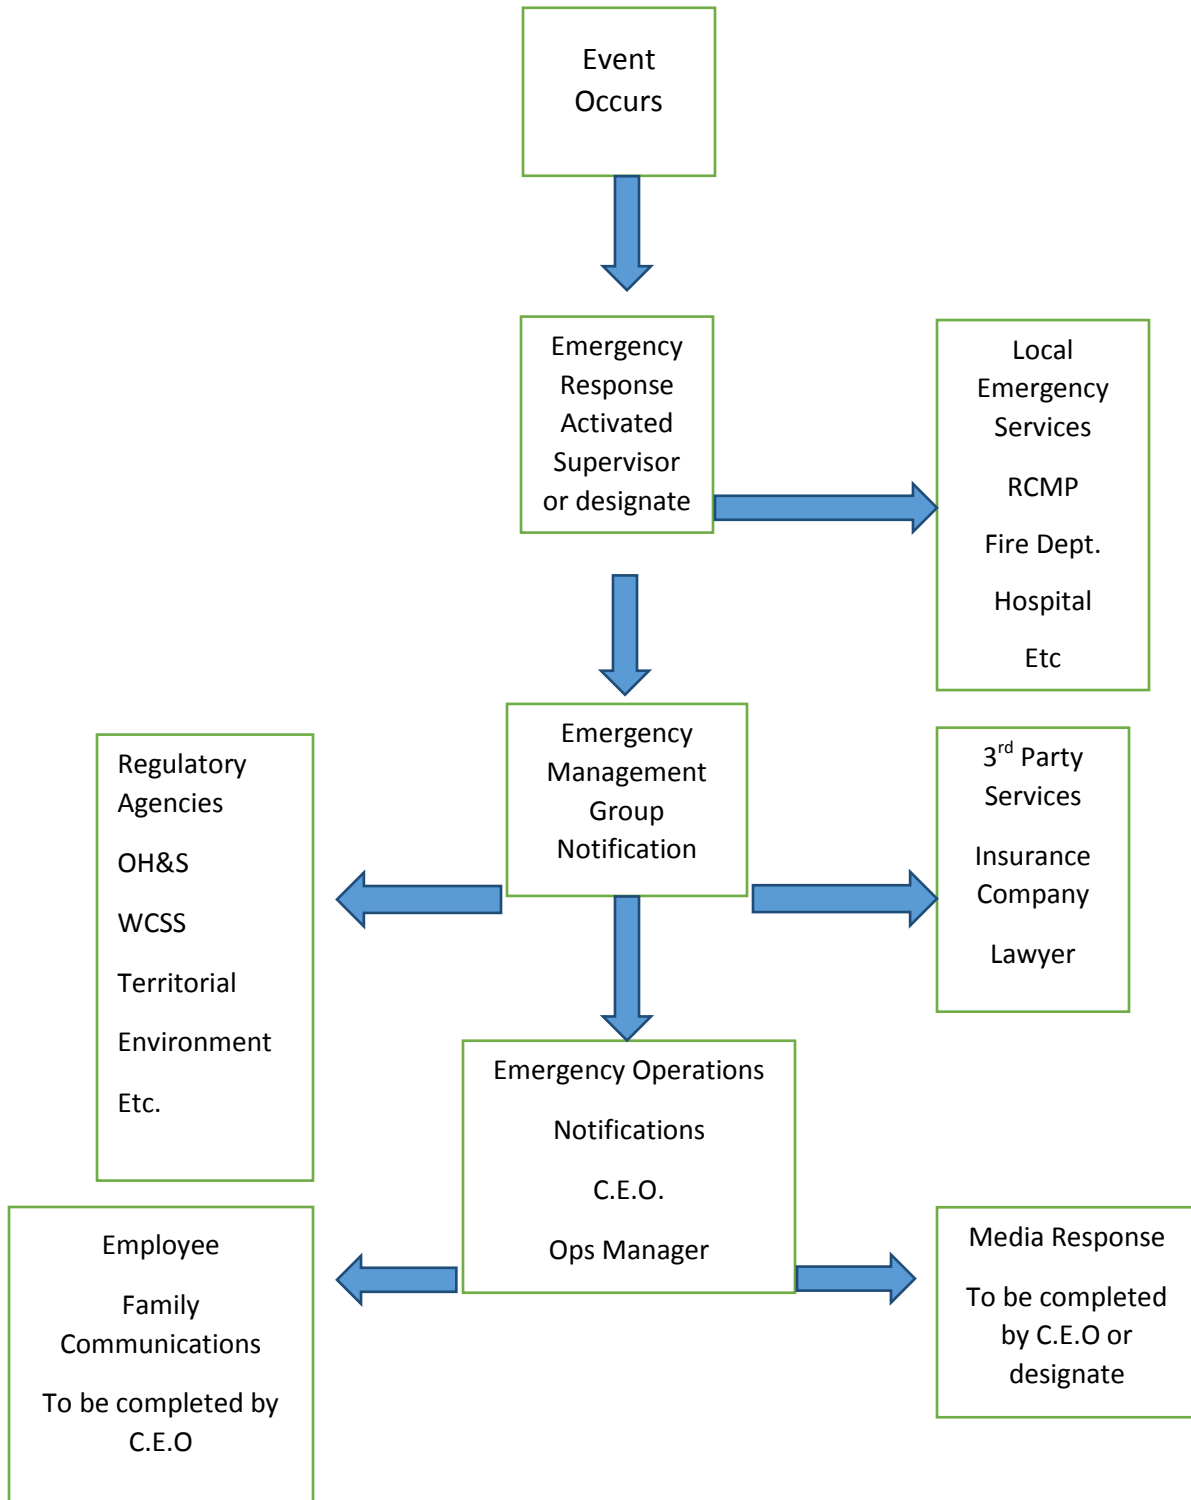 Event
Occurs
Emergency
Response
Activated
Supervisor
or designate
Local
Emergency
Services
RCMP
Fire Dept.
Hospital
Etc
Emergency
Management
Group
Notification
Regulatory
Agencies
OH&S
WCSS
Territorial
Environment
Etc.
3rd Party
Services
Insurance
Company
Lawyer
Emergency Operations
Notifications
C.E.O.
Ops Manager
Employee
Family
Communications
To be completed by
C.E.O
Media Response
To be completed
by C.E.O or
designate